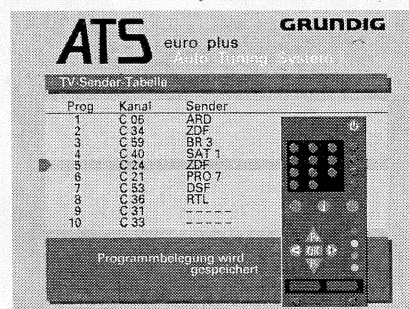 GRUNDIG
ATS euro plus
Auto Tuning System
TV-Sender-Tabelle
Prog Kanal Sender
1 C 06 ARD
2 C 34 ZDF
3 C 59 BR 3
4 C 40 SAT 1
5 C 24 ZDF
6 C 21 PRO 7
7 C 53 DSF
8 C 36 RTL
9 C 31 -----
10 C 33 -----
OK
Programmbelegung wird
gespeichert